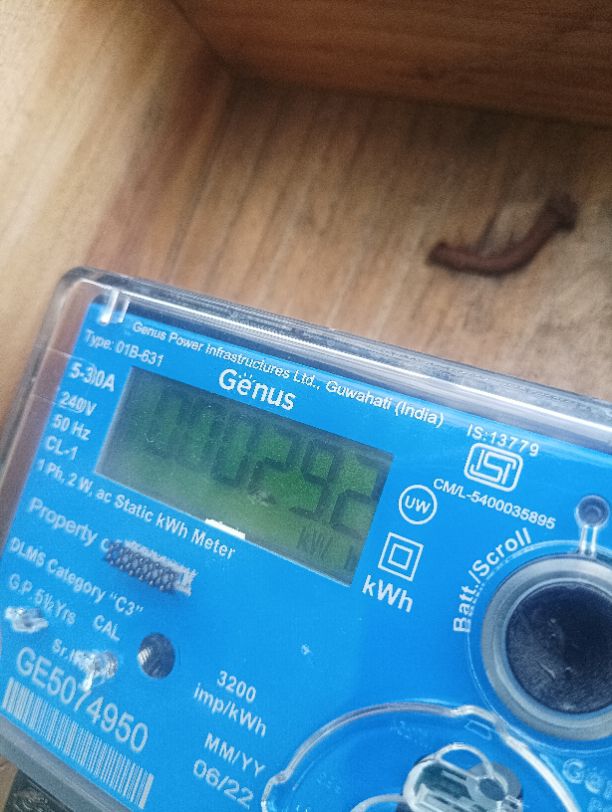 Genus Power Infrastructures Ltd., Guwahati (India)
Type: 01B-631
Genus
IS:13779
5-30A
240V
50 Hz
CL-1
1 Ph, 2 W, ac Static kWh Meter
292
UW
CM/L-5400035895
kWh
Batt./Scroll
Property
DLMS Category "C3"
G.P. 5½Yrs
CAL
GE5074950
3200
imp/kWh
MM/YY
06/22